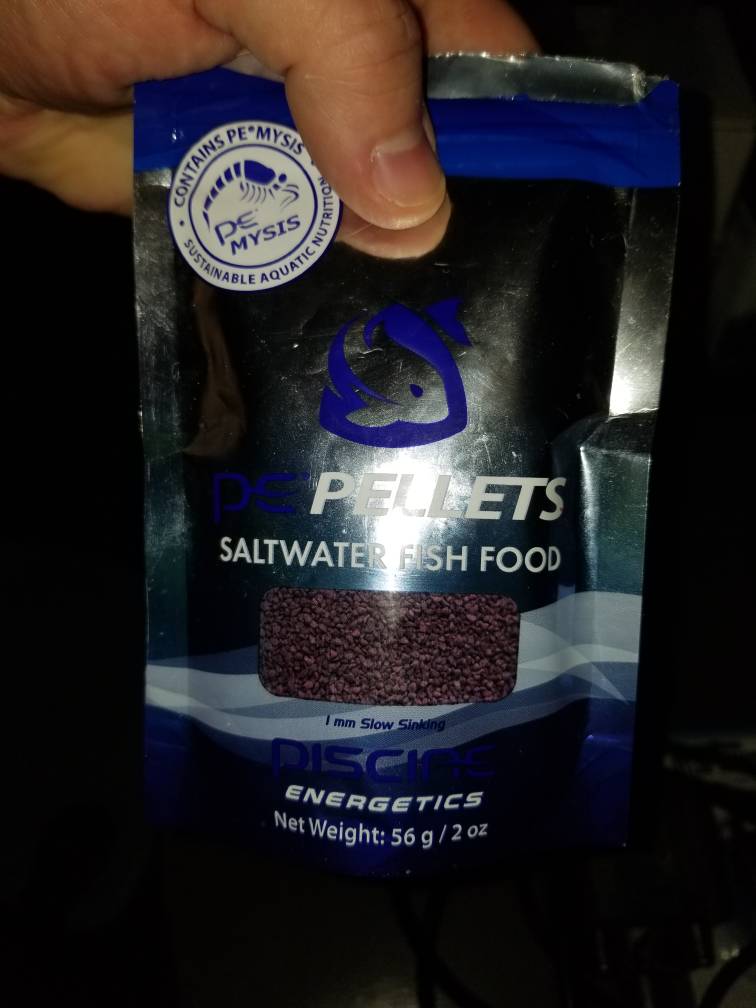 CONTAINS PE® MYSIS
PE®
MYSIS
SUSTAINABLE AQUATIC NUTRITION
PE® PELLETS
SALTWATER FISH FOOD
1 mm Slow Sinking
PISCINE
ENERGETICS
Net Weight: 56 g / 2 oz